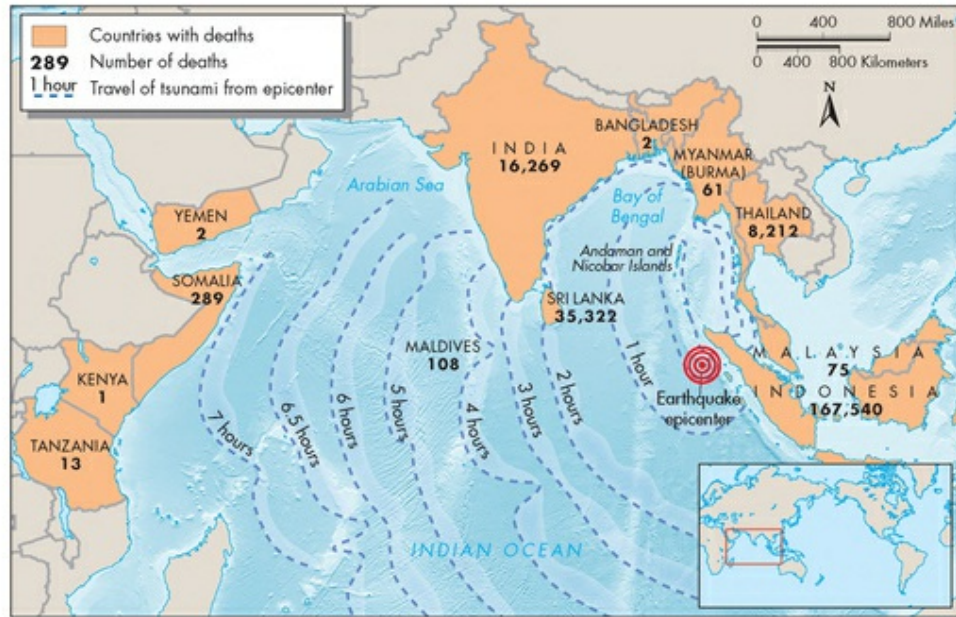 Countries with deaths
289 Number of deaths
1 hour Travel of tsunami from epicenter
0 400 800 Miles
0 400 800 Kilometers
N
INDIA
16,269
BANGLADESH
2
MYANMAR
(BURMA)
61
THAILAND
8,212
Arabian Sea
Bay of
Bengal
Andaman and
Nicobar Islands
YEMEN
2
SOMALIA
289
SRI LANKA
35,322
MALDIVES
108
MALAYSIA
75
INDONESIA
167,540
KENYA
1
TANZANIA
13
7 hours
6.5 hours
6 hours
5 hours
4 hours
3 hours
2 hours
1 hour
Earthquake
epicenter
INDIAN OCEAN